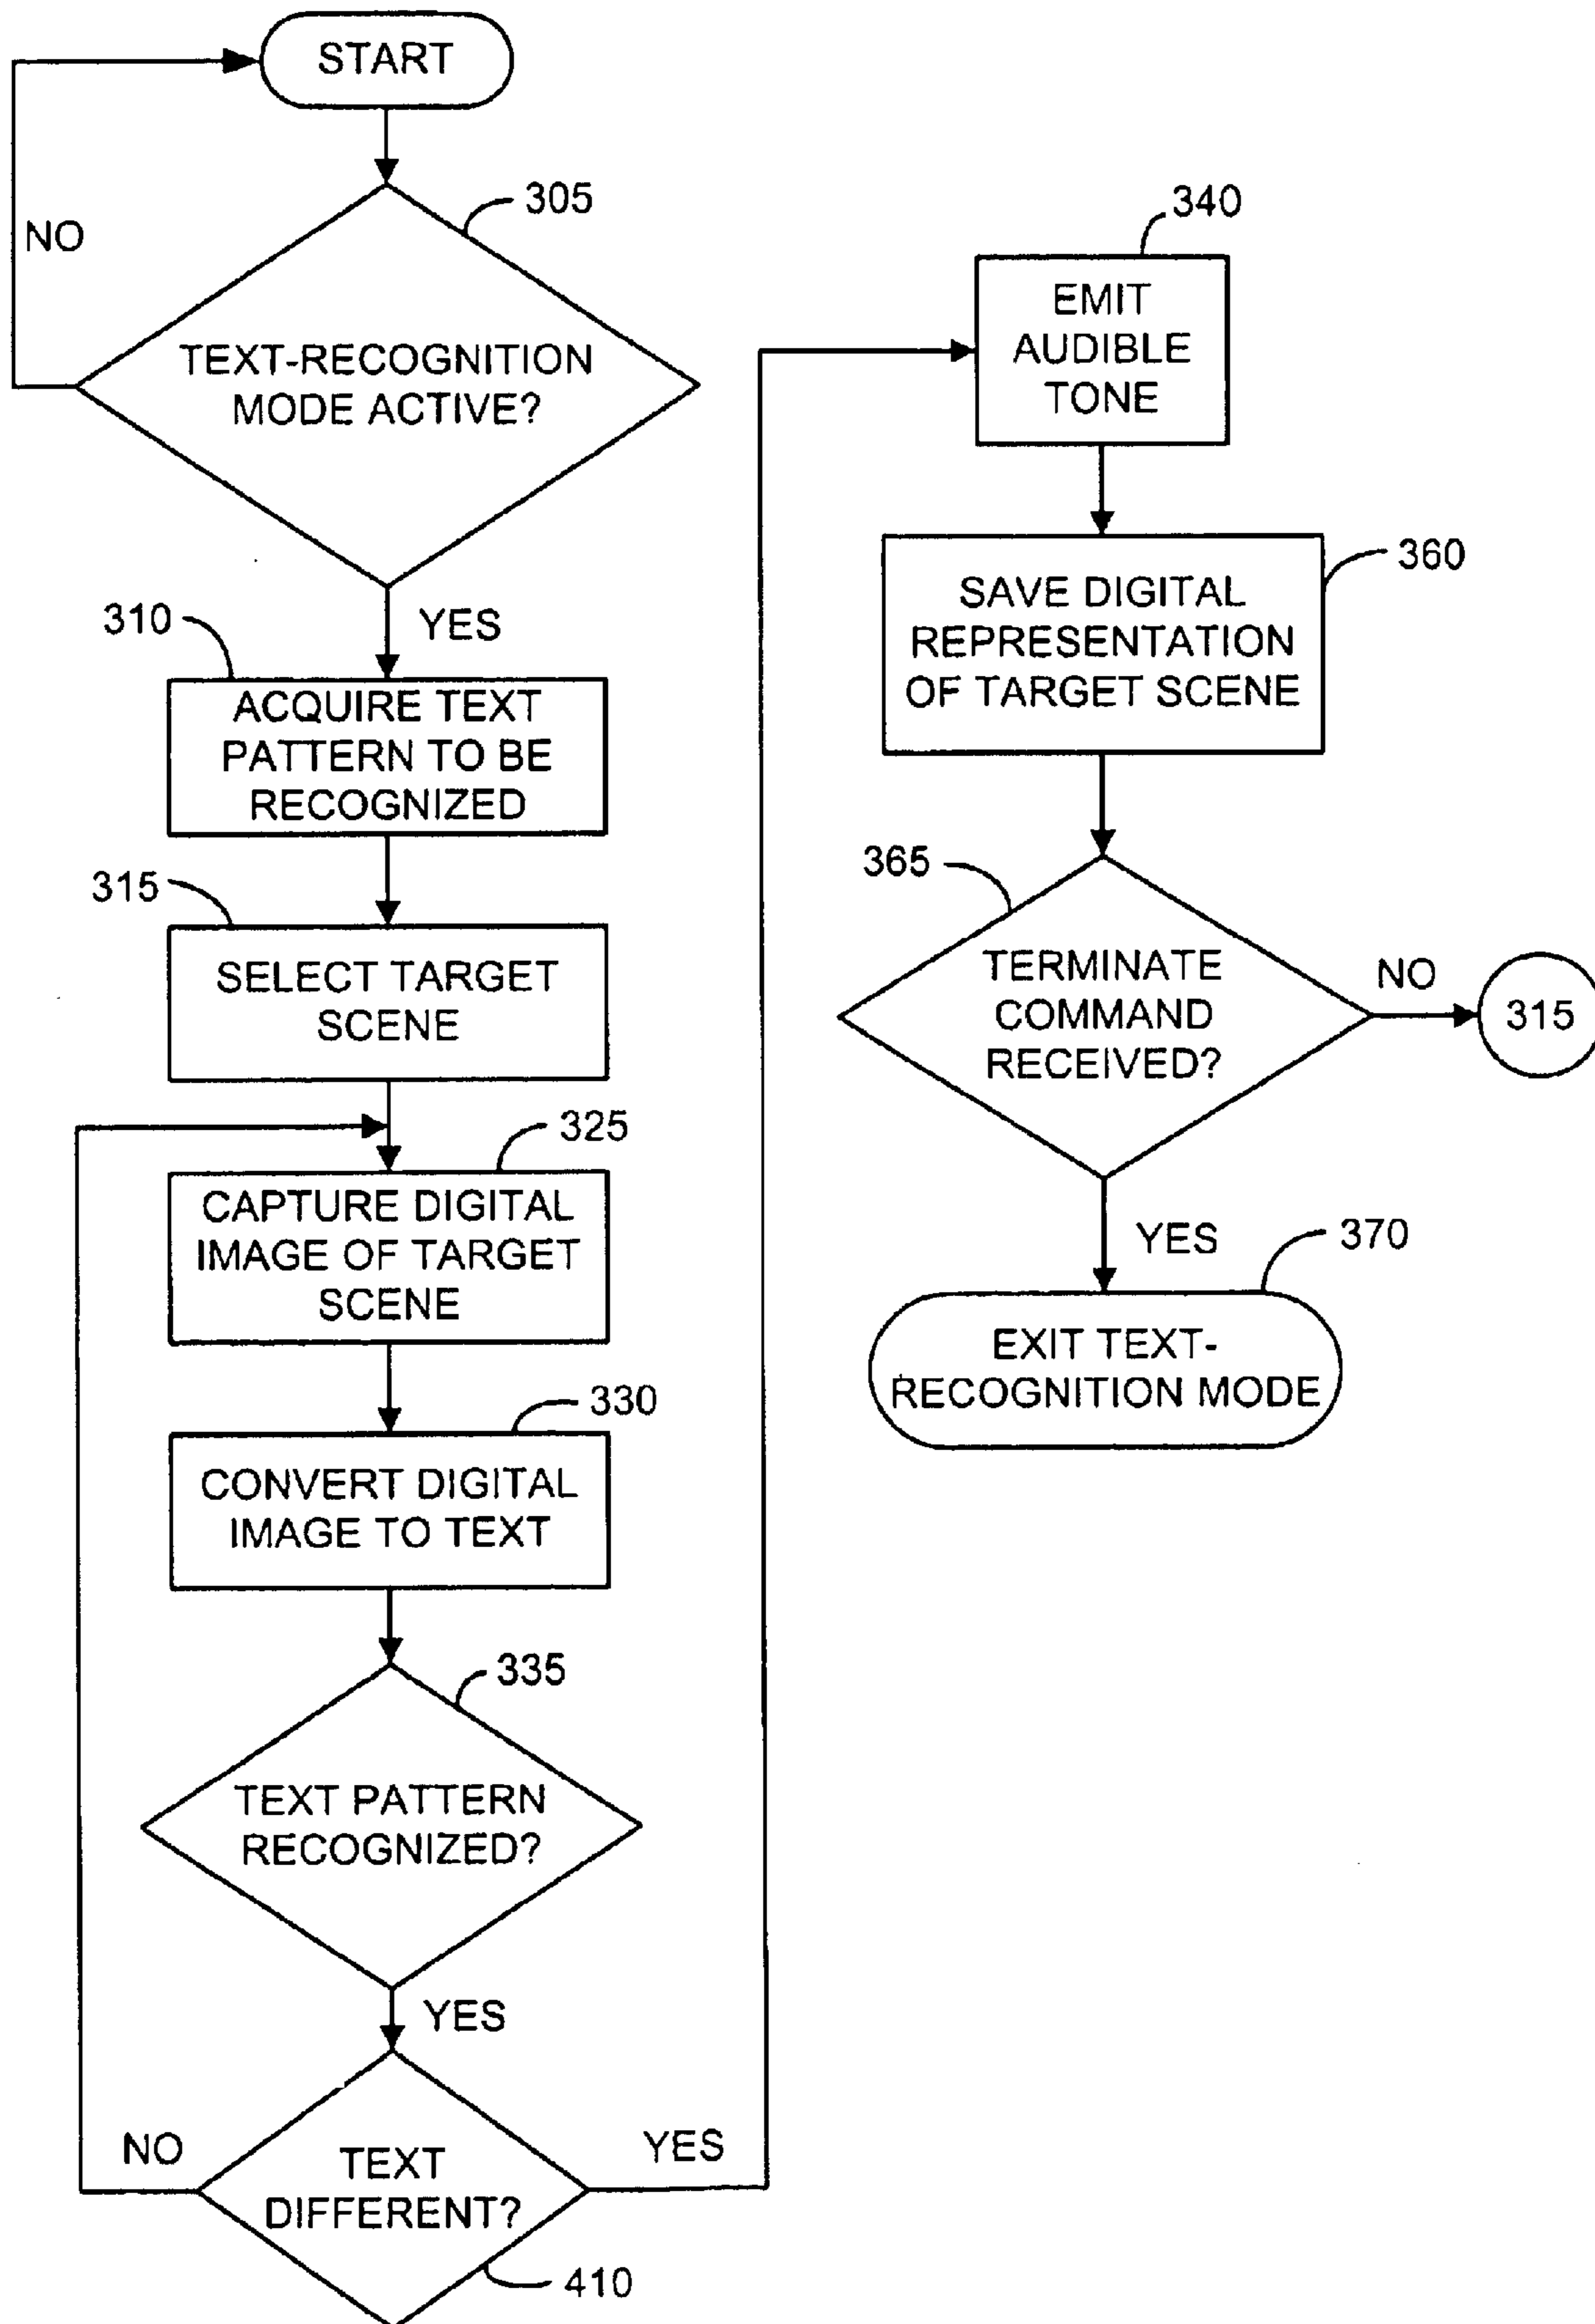 START
305
NO
TEXT-RECOGNITION
MODE ACTIVE?
YES
310
ACQUIRE TEXT
PATTERN TO BE
RECOGNIZED
315
SELECT TARGET
SCENE
325
CAPTURE DIGITAL
IMAGE OF TARGET
SCENE
330
CONVERT DIGITAL
IMAGE TO TEXT
335
TEXT PATTERN
RECOGNIZED?
YES
NO
YES
TEXT
DIFFERENT?
410
340
EMIT
AUDIBLE
TONE
360
SAVE DIGITAL
REPRESENTATION
OF TARGET SCENE
365
TERMINATE
COMMAND
RECEIVED?
NO
315
YES
370
EXIT TEXT-
RECOGNITION MODE